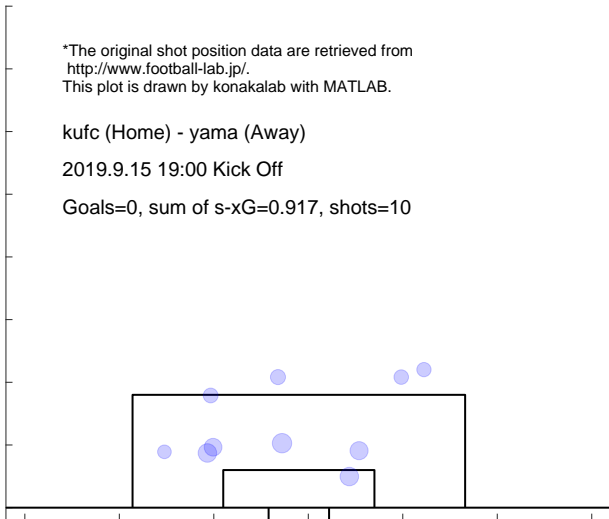 *The original shot position data are retrieved from
http://www.football-lab.jp/.
This plot is drawn by konakalab with MATLAB.
kufc (Home) - yama (Away)
2019.9.15 19:00 Kick Off
Goals=0, sum of s-xG=0.917, shots=10